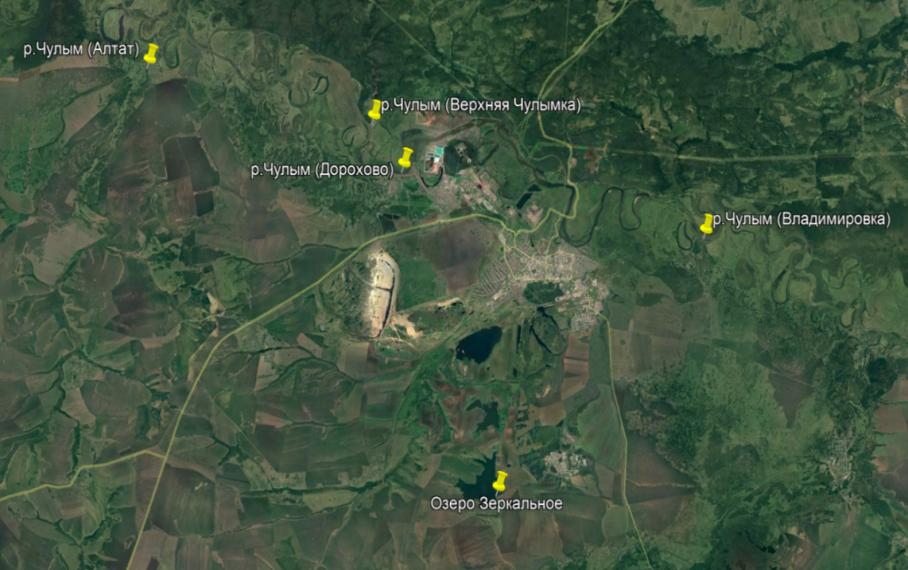 р.Чулым (Алтат)
р.Чулым (Верхняя Чулымка)
р.Чулым (Дорохово)
р.Чулым (Владимировка)
Озеро Зеркальное